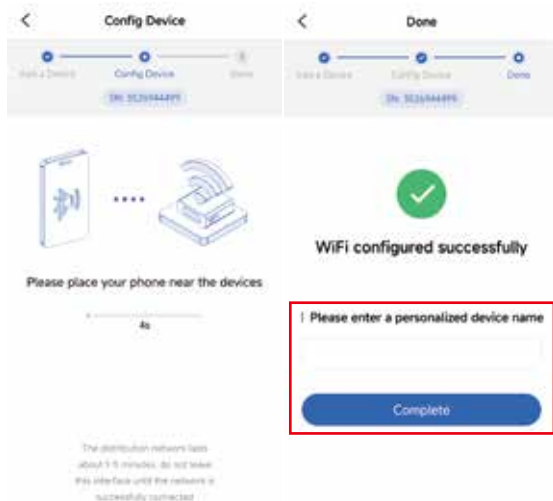 Config Device
Add a Device
Config Device
Done
Please place your phone near the devices
4s
The distribution network lasts
about 1-5 minutes, do not leave
this interface until the network is
successfully connected
Done
Add a Device
Config Device
Done
WiFi configured successfully
Please enter a personalized device name
Complete